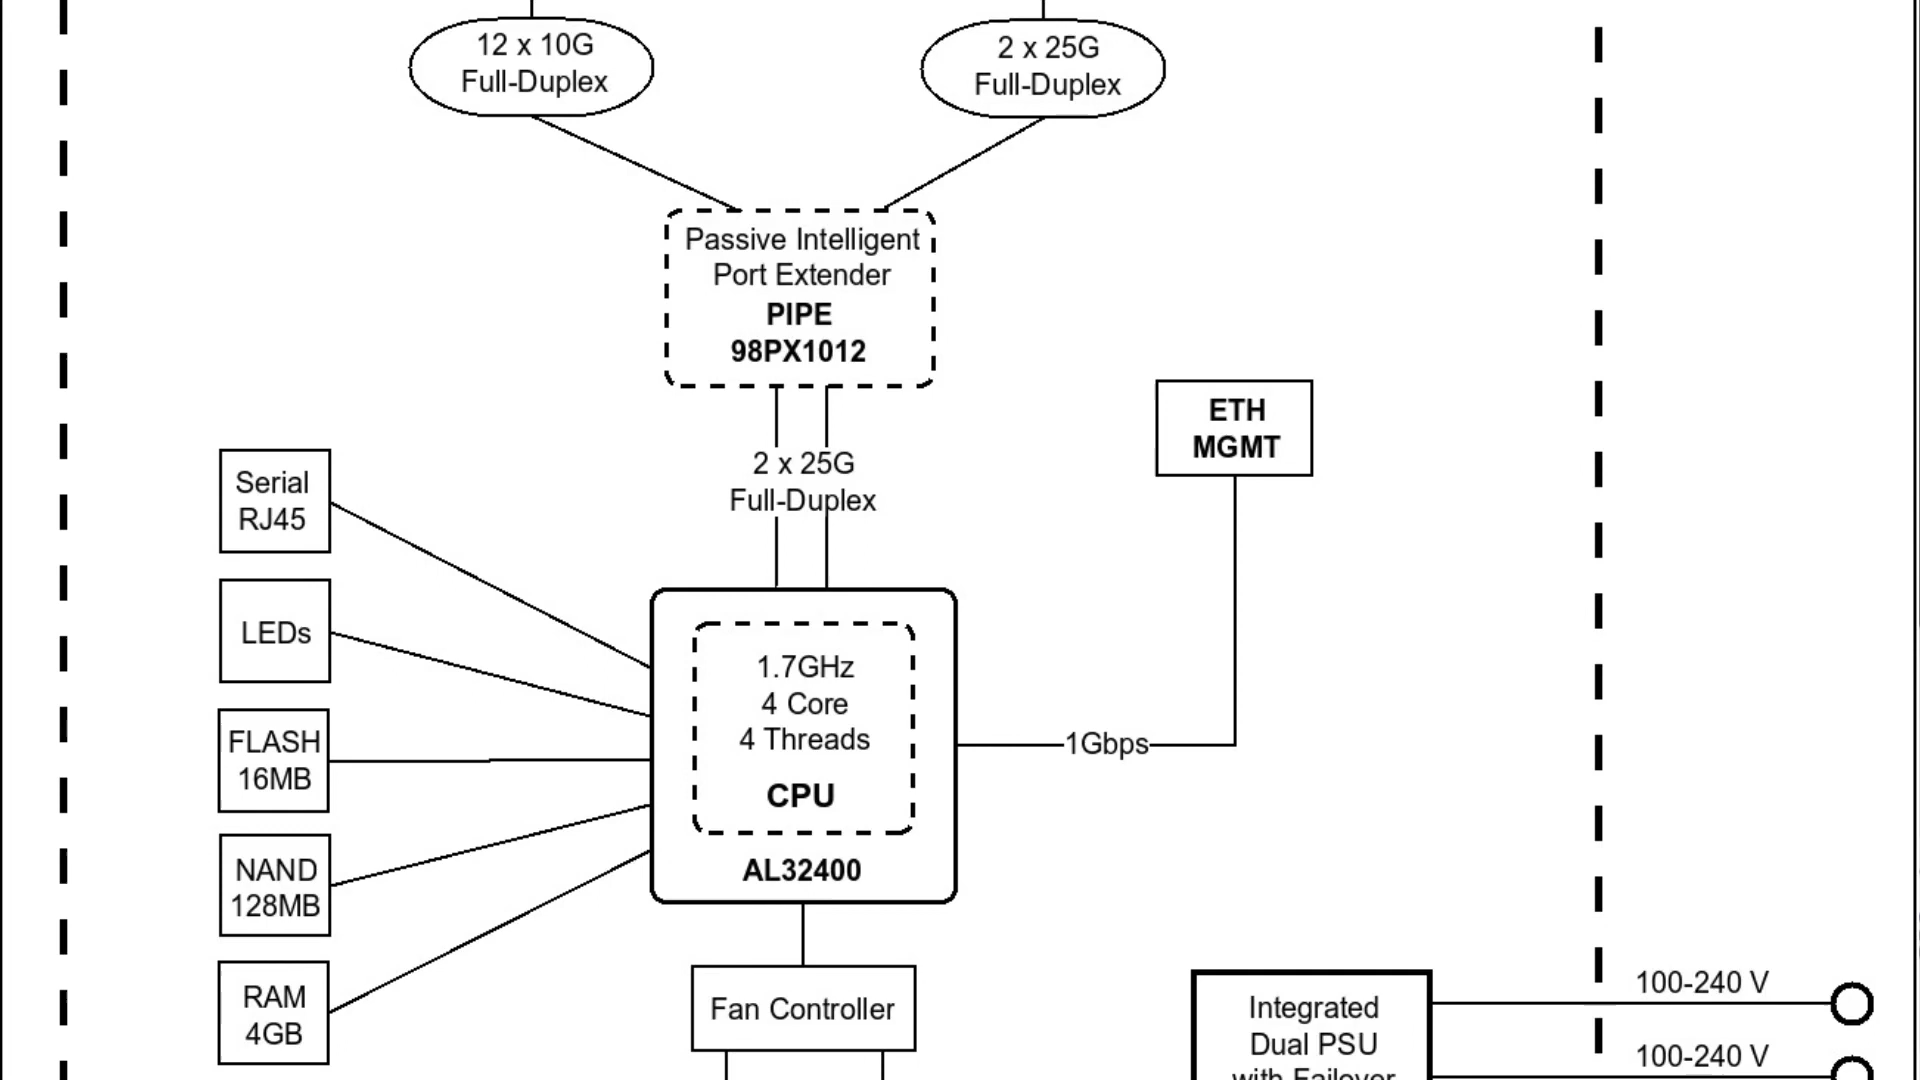 12 x 10G
Full-Duplex
2 x 25G
Full-Duplex
Passive Intelligent
Port Extender
PIPE
98PX1012
2 x 25G
Full-Duplex
ETH
MGMT
Serial
RJ45
LEDs
FLASH
16MB
NAND
128MB
RAM
4GB
1.7GHz
4 Core
4 Threads
CPU
AL32400
1Gbps
Fan Controller
Integrated
Dual PSU
with Failover
100-240 V
100-240 V